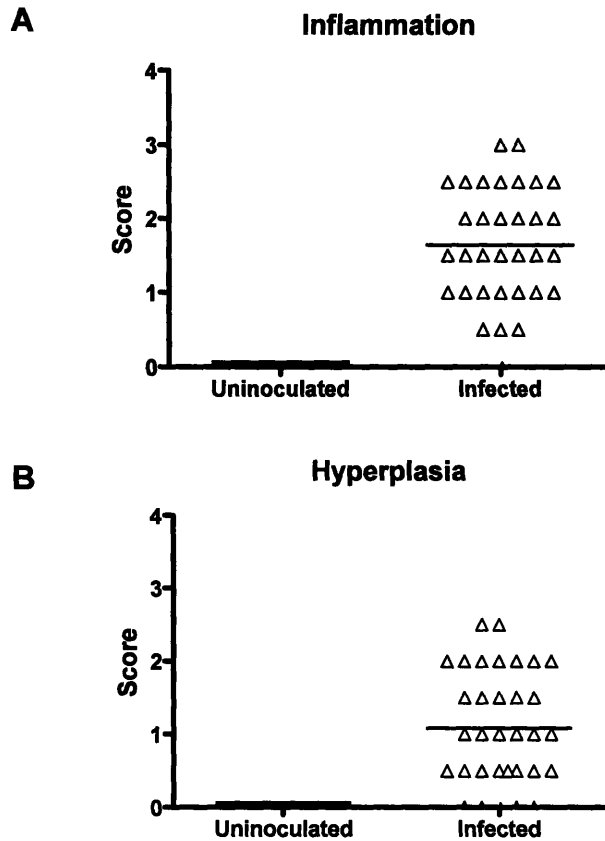 A
Inflammation
4
3
2
1
0
Score
Uninoculated Infected
B
Hyperplasia
4
3
2
1
0
Score
Uninoculated Infected